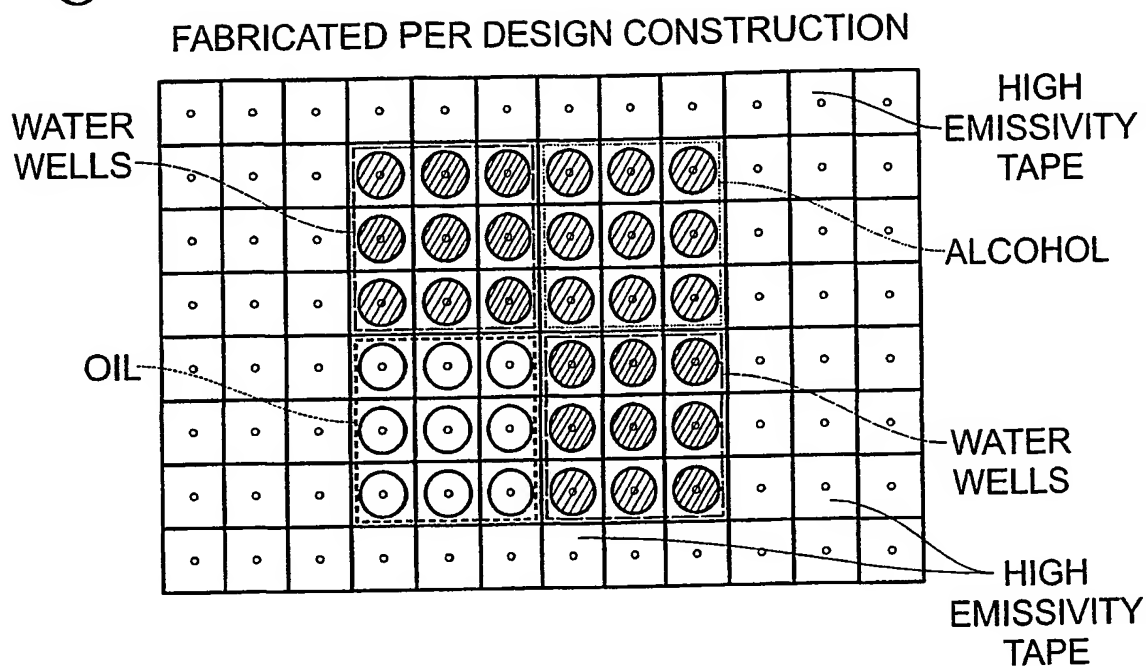 FABRICATED PER DESIGN CONSTRUCTION
WATER
WELLS
HIGH
EMISSIVITY
TAPE
ALCOHOL
OIL
WATER
WELLS
HIGH
EMISSIVITY
TAPE